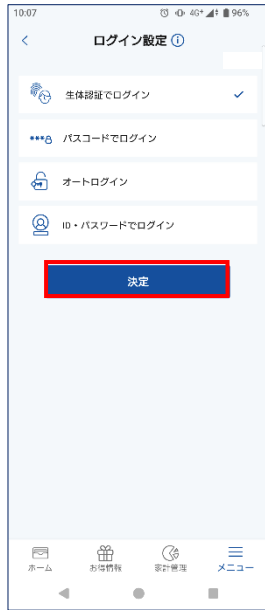 10:07 4G+ 96%
ログイン設定
生体認証でログイン
パスコードでログイン
オートログイン
ID・パスワードでログイン
決定
ホーム お得情報 家計管理 メニュー